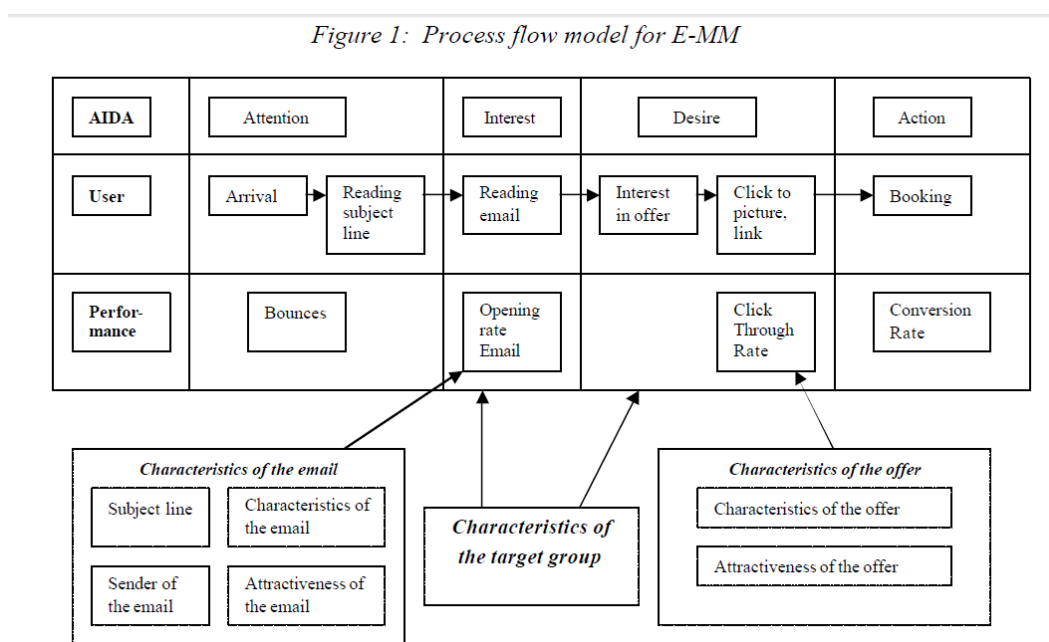 Figure 1: Process flow model for E-MM
AIDA
Attention
Interest
Desire
Action
User
Arrival
Reading
subject
line
Reading
email
Interest
in offer
Click to
picture,
link
Booking
Perfor-
mance
Bounces
Opening
rate
Email
Click
Through
Rate
Conversion
Rate
Characteristics of the email
Subject line
Characteristics of
the email
Sender of
the email
Attractiveness of
the email
Characteristics of
the target group
Characteristics of the offer
Characteristics of the offer
Attractiveness of the offer